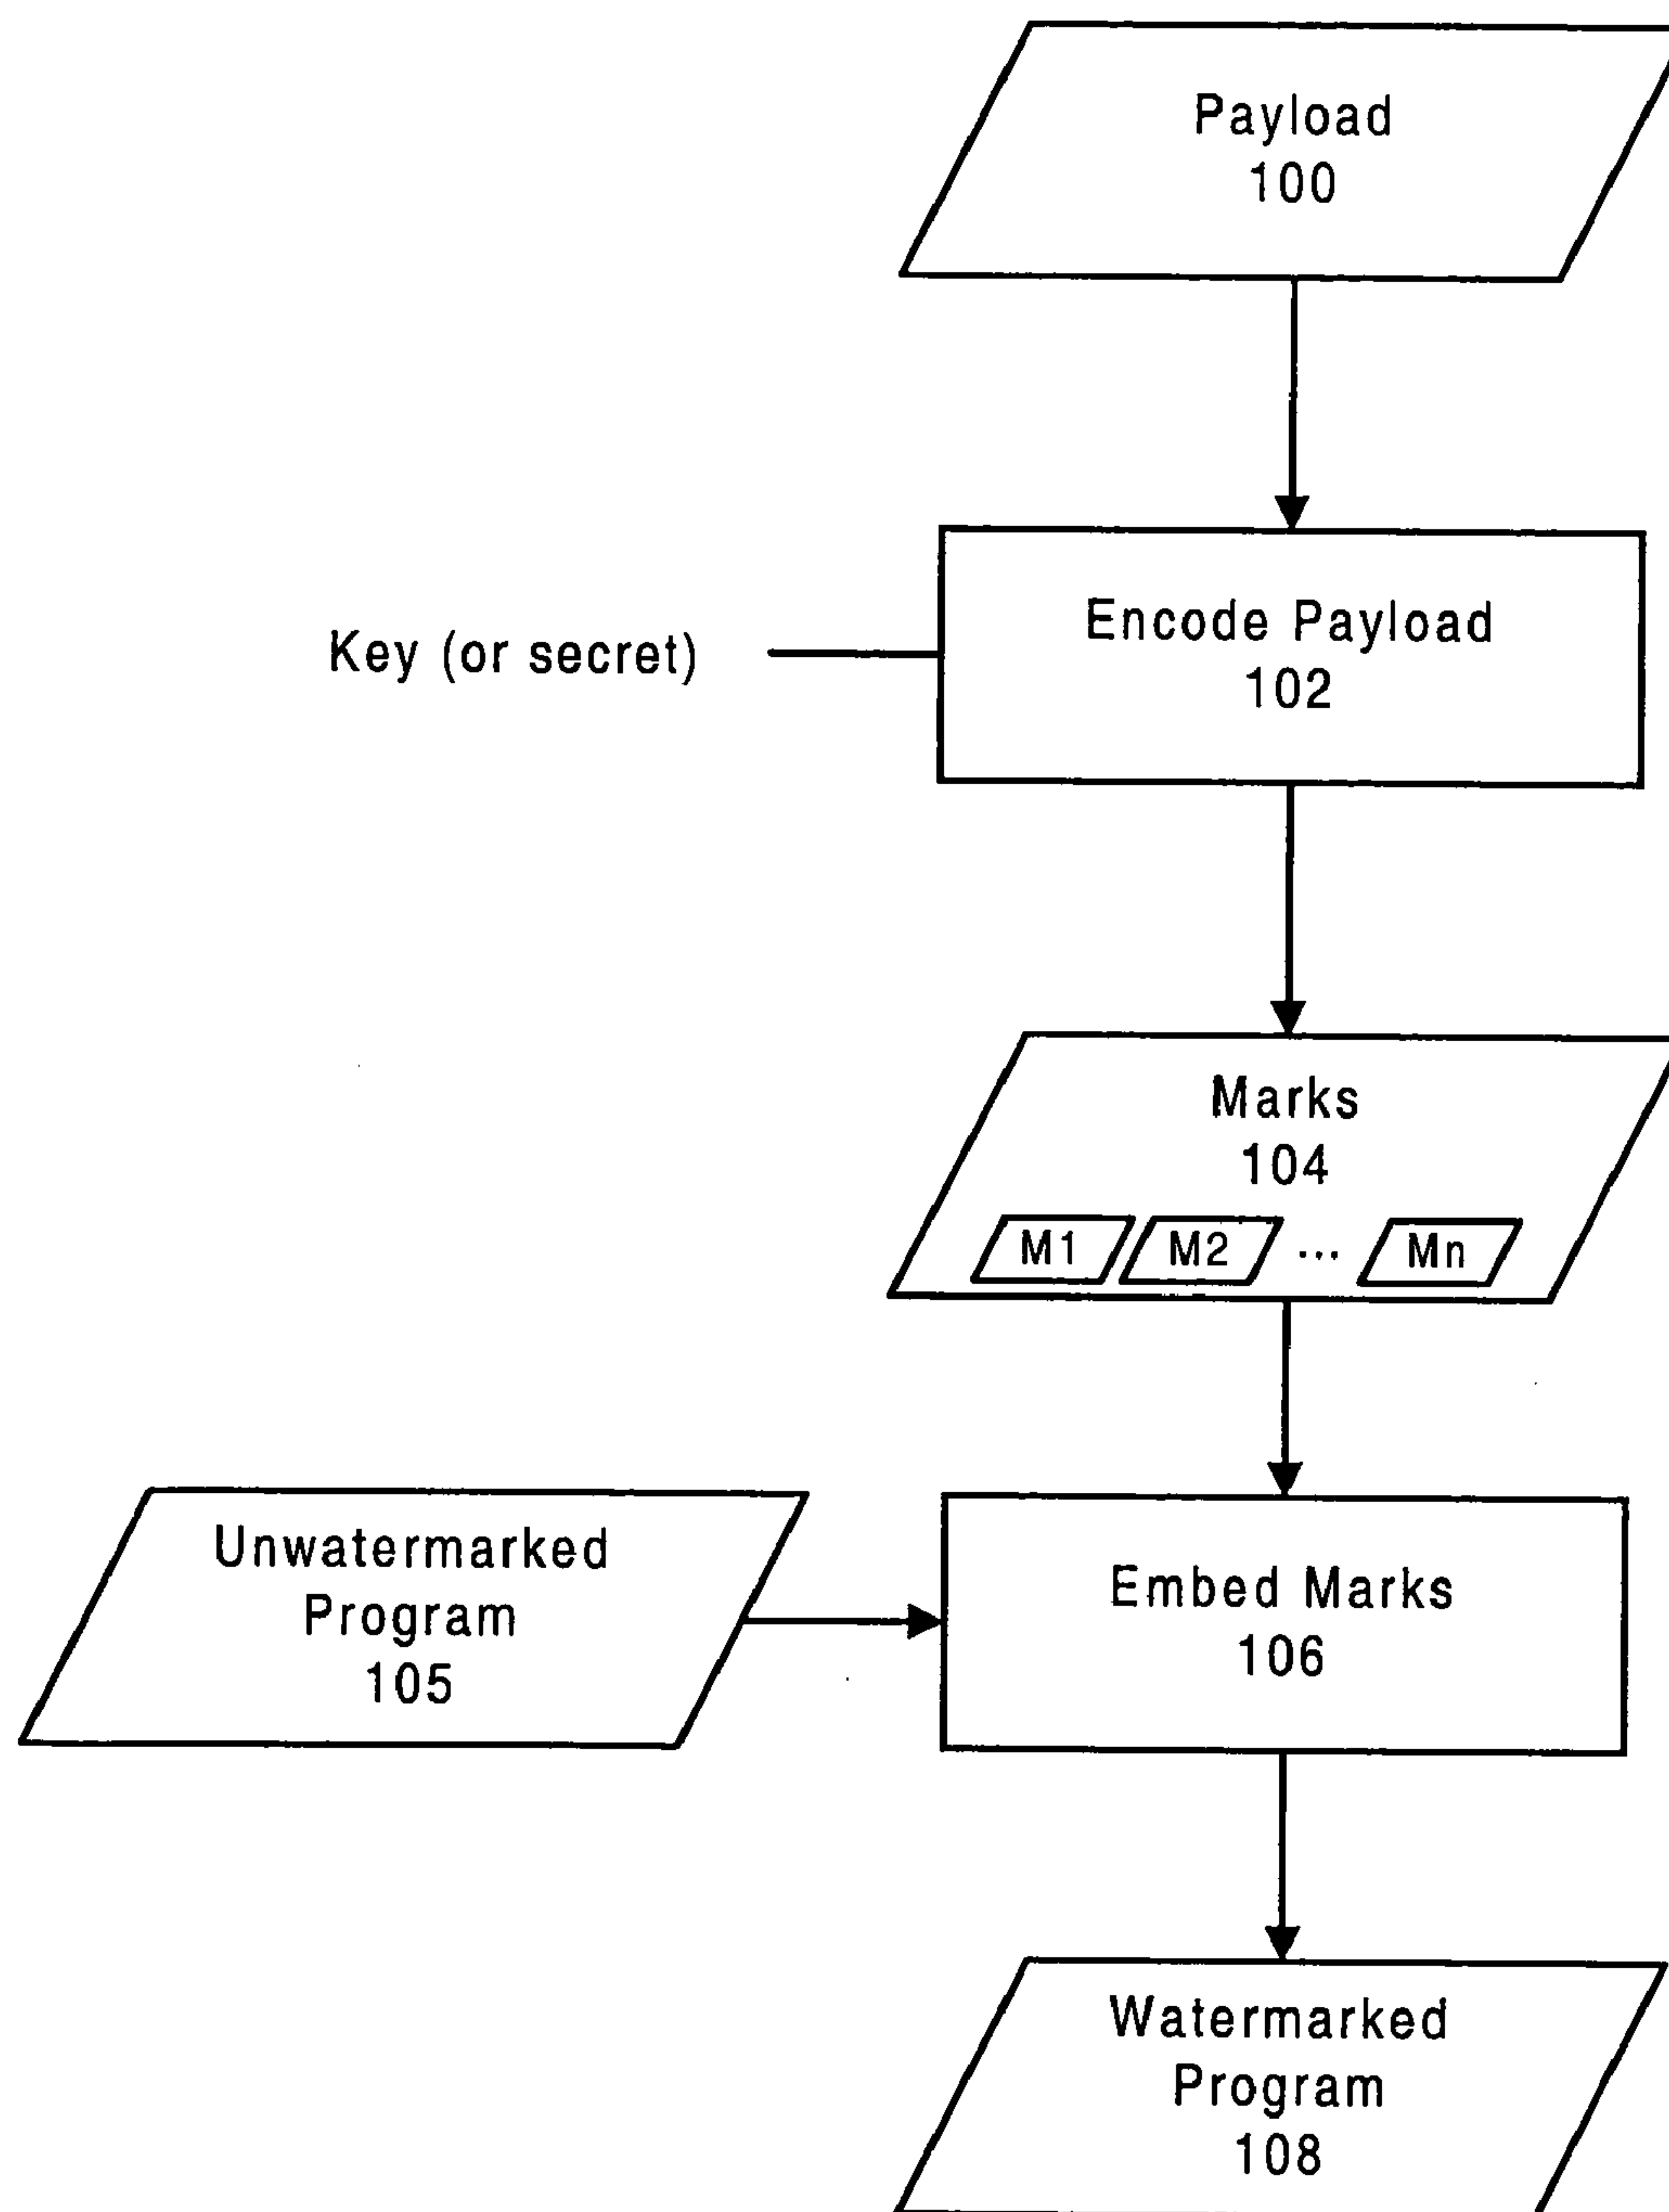 Payload
100
Key (or secret)
Encode Payload
102
Marks
104
M1 M2 ... Mn
Unwatermarked
Program
105
Embed Marks
106
Watermarked
Program
108